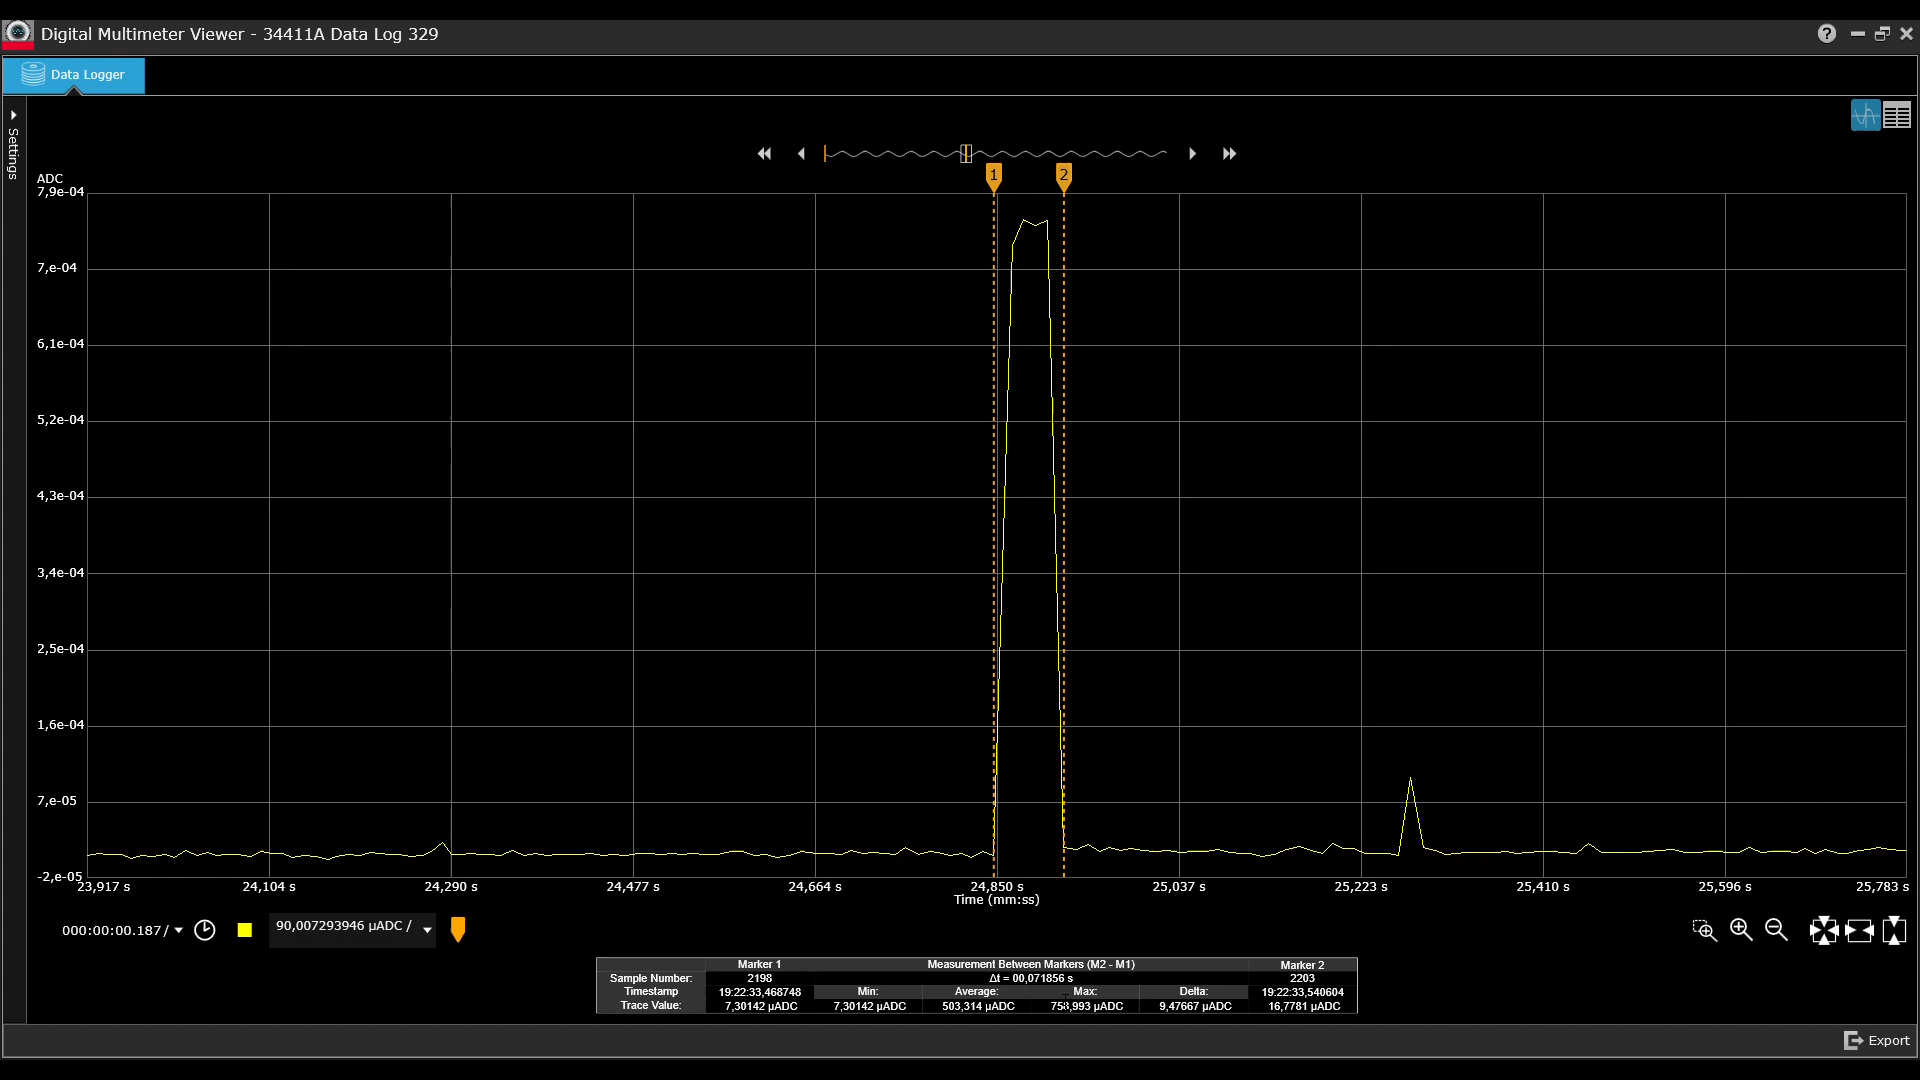 Digital Multimeter Viewer - 34411A Data Log 329
?
Data Logger
Settings
ADC
1
2
7,9e-04
7,e-04
6,1e-04
5,2e-04
4,3e-04
3,4e-04
2,5e-04
1,6e-04
7,e-05
-2,e-05
23,917 s 24,104 s 24,290 s 24,477 s 24,664 s 24,850 s 25,037 s 25,223 s 25,410 s 25,596 s 25,783 s
Time (mm:ss)
000:00:00.187 /
90,007293946 µADC /
Marker 1 Measurement Between Markers (M2 - M1) Marker 2
Sample Number: 2198 Δt = 00,071856 s 2203
Timestamp 19:22:33,468748 Min: Average: Max: Delta: 19:22:33,540604
Trace Value: 7,30142 µADC 7,30142 µADC 503,314 µADC 758,993 µADC 9,47667 µADC 16,7781 µADC
Export